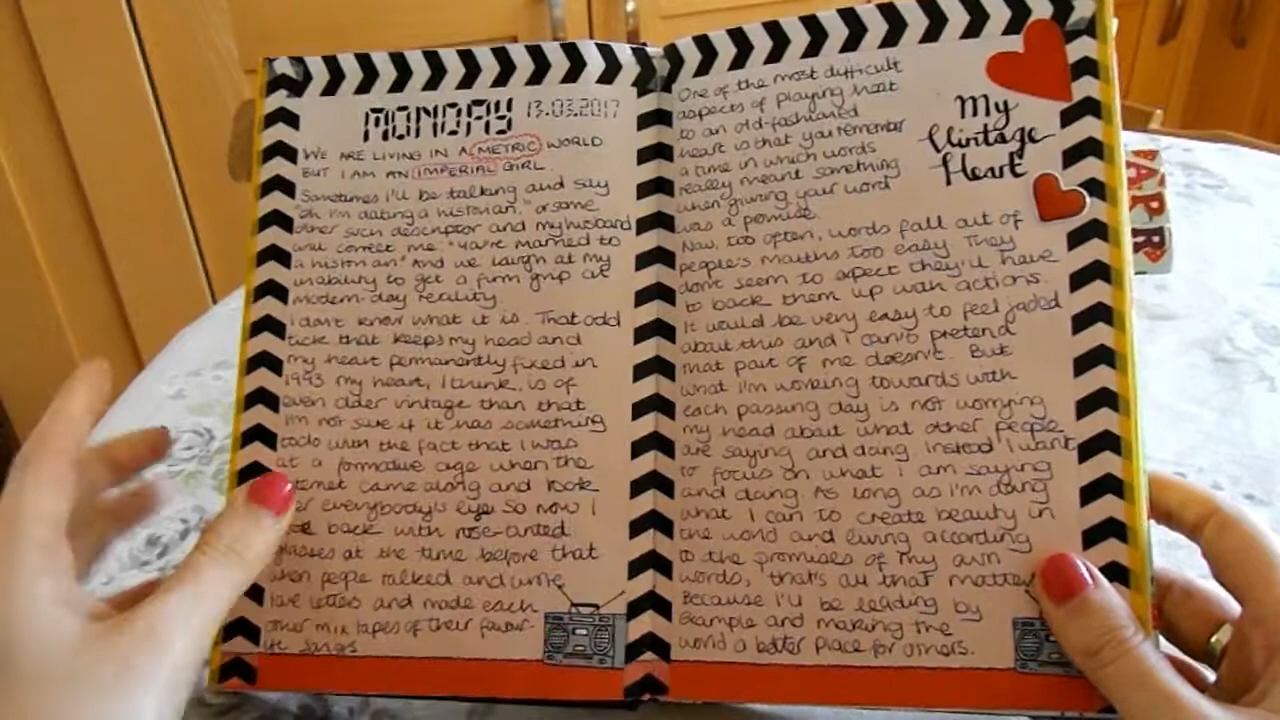 MONDAY 13.03.2017
WE ARE LIVING IN A METRIC WORLD
BUT I AM AN IMPERIAL GIRL.
Sometimes I'll be talking and say
"oh I'm dating a historian," or some
other such descriptor and my husband
will correct me: "you're married to
a historian" And we laugh at my
inability to get a firm grip on
modern-day reality.
I don't know what it is. That odd
tick that keeps my head and
my heart permanently fixed in
1993 my heart, I think, is of
even older vintage than that
I'm not sure if it has something
to do with the fact that I was
at a formative age when the
internet came along and took
over everybody's eyes So now I
back with rose-tinted
glasses at the time before that
when people talked and wrote
love letters and made each
other mix tapes of their favour-
ite songs
My
Vintage
Heart
One of the most difficult
aspects of playing host
to an old-fashioned
heart is that you remember
a time in which words
really meant something
when giving your word
was a promise.
Now, too often, words fall out of
people's mouths too easy. They
don't seem to expect they'll have
to back them up with actions.
It would be very easy to feel jaded
about this and I can't pretend
that part of me doesn't. But
what I'm working towards with
each passing day is not worrying
my head about what other people
are saying and doing Instead I want
to focus on what I am saying
and doing. As long as I'm doing
what I can to create beauty in
the world and living according
to the promises of my own
words, that's all that matters
Because I'll be leading by
example and making the
world a better place for others.